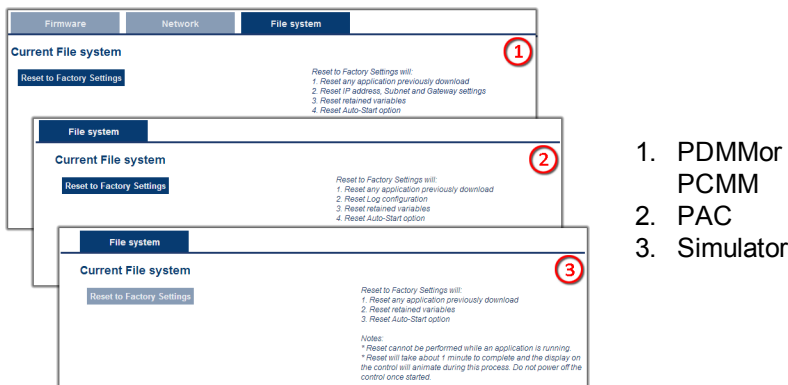 Firmware Network File system
Current File system
1
Reset to Factory Settings
Reset to Factory Settings will:
1. Reset any application previously download
2. Reset IP address, Subnet and Gateway settings
3. Reset retained variables
4. Reset Auto-Start option
File system
Current File system
2
Reset to Factory Settings
Reset to Factory Settings will:
1. Reset any application previously download
2. Reset Log configuration
3. Reset retained variables
4. Reset Auto-Start option
File system
Current File system
3
Reset to Factory Settings
Reset to Factory Settings will:
1. Reset any application previously download
2. Reset retained variables
3. Reset Auto-Start option
Notes:
* Reset cannot be performed while an application is running.
* Reset will take about 1 minute to complete and the display on
the control will animate during this process. Do not power off the
control once started.
1. PDMMor
PCMM
2. PAC
3. Simulator